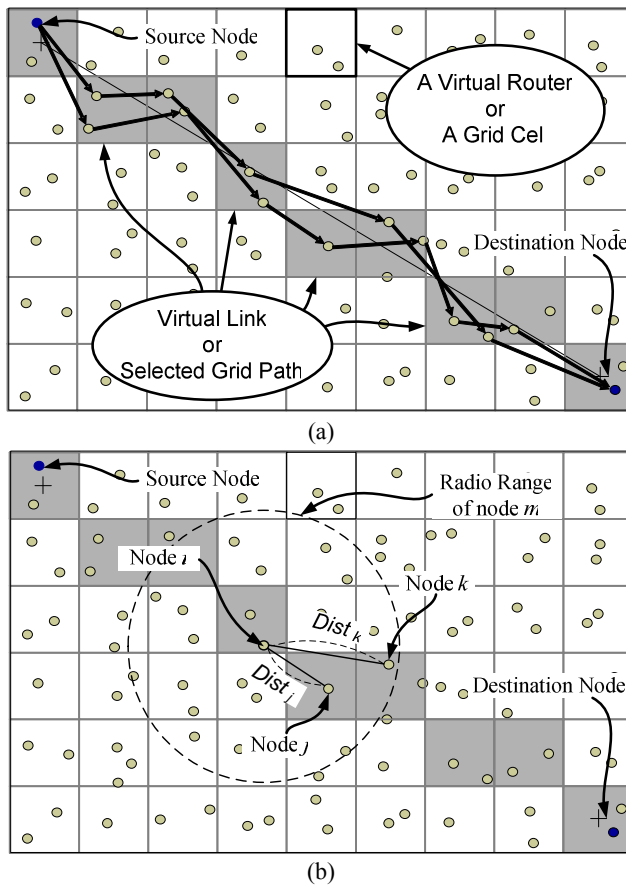 Source Node
A Virtual Router
or
A Grid Cel
Destination Node
Virtual Link
or
Selected Grid Path
(a)
Source Node
Radio Range
of node m
Node i
Node k
Dist k
Dist j
Destination Node
Node j
(b)